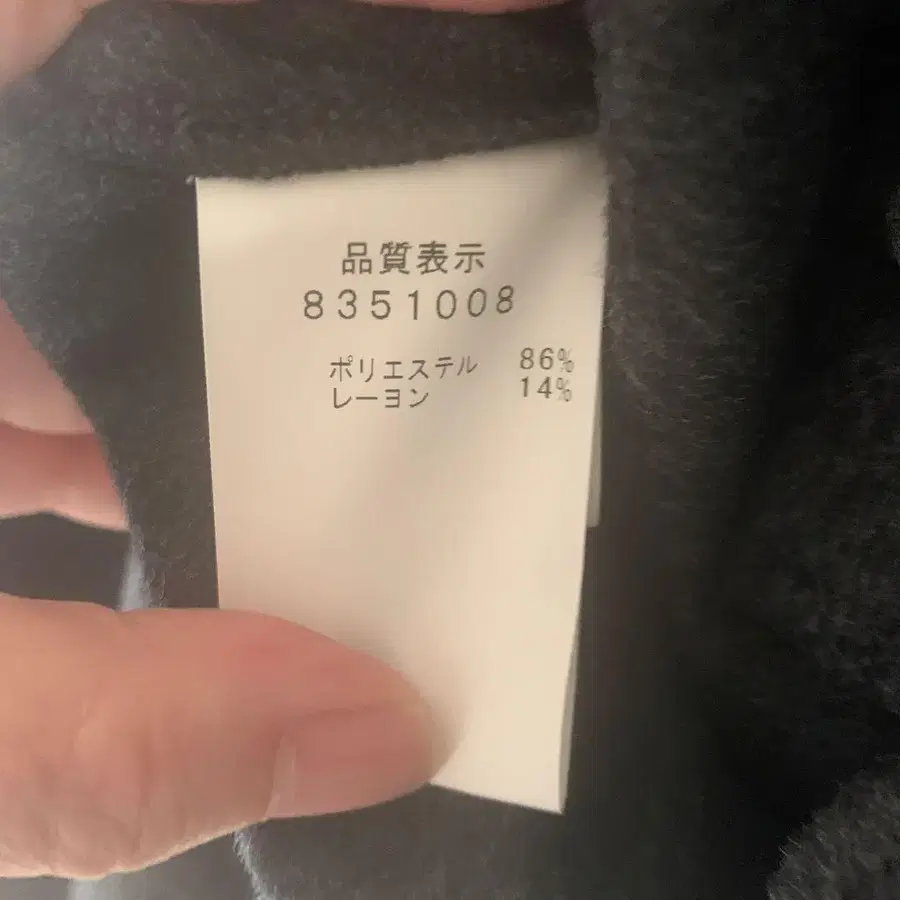 品質表示
8351008
ポリエステル 86%
レーヨン 14%